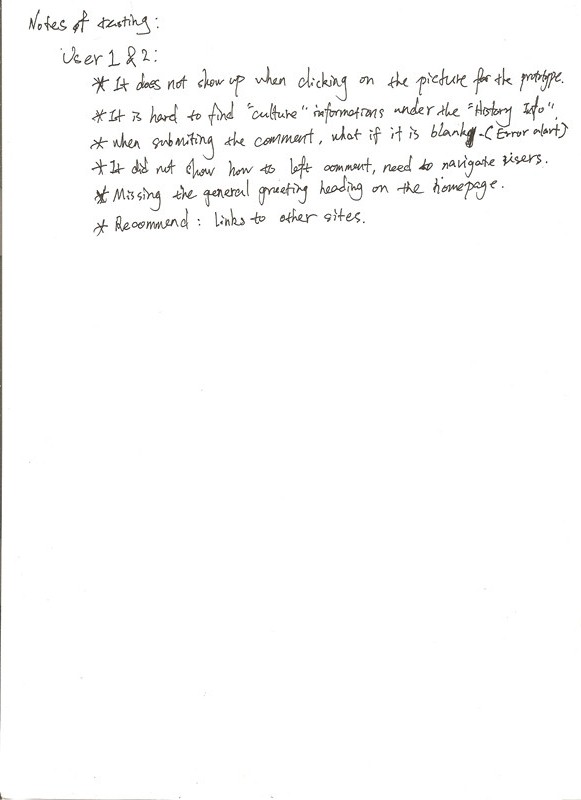 Notes of testing:
User 1 & 2:
* It does not show up when clicking on the picture for the prototype.
* It is hard to find "culture" informations under the "History Info".
* when submiting the comment, what if it is blank - (Error alart)
* It did not show how to left comment, need to navigate users.
* Missing the general greeting heading on the homepage.
* Recommend: links to other sites.